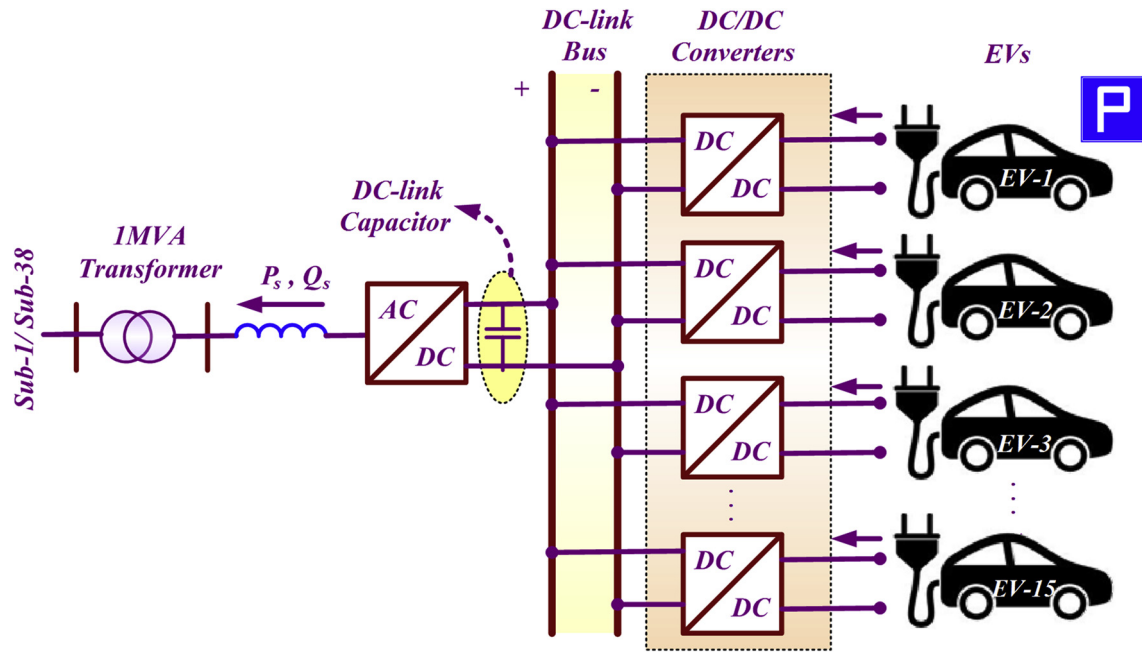 DC-link
Bus
DC/DC
Converters
EVs
+
-
P
DC
DC
EV-1
DC-link
Capacitor
1MVA
Transformer
Ps , Qs
Sub-1/ Sub-38
AC
DC
DC
DC
EV-2
DC
DC
EV-3
DC
DC
EV-15